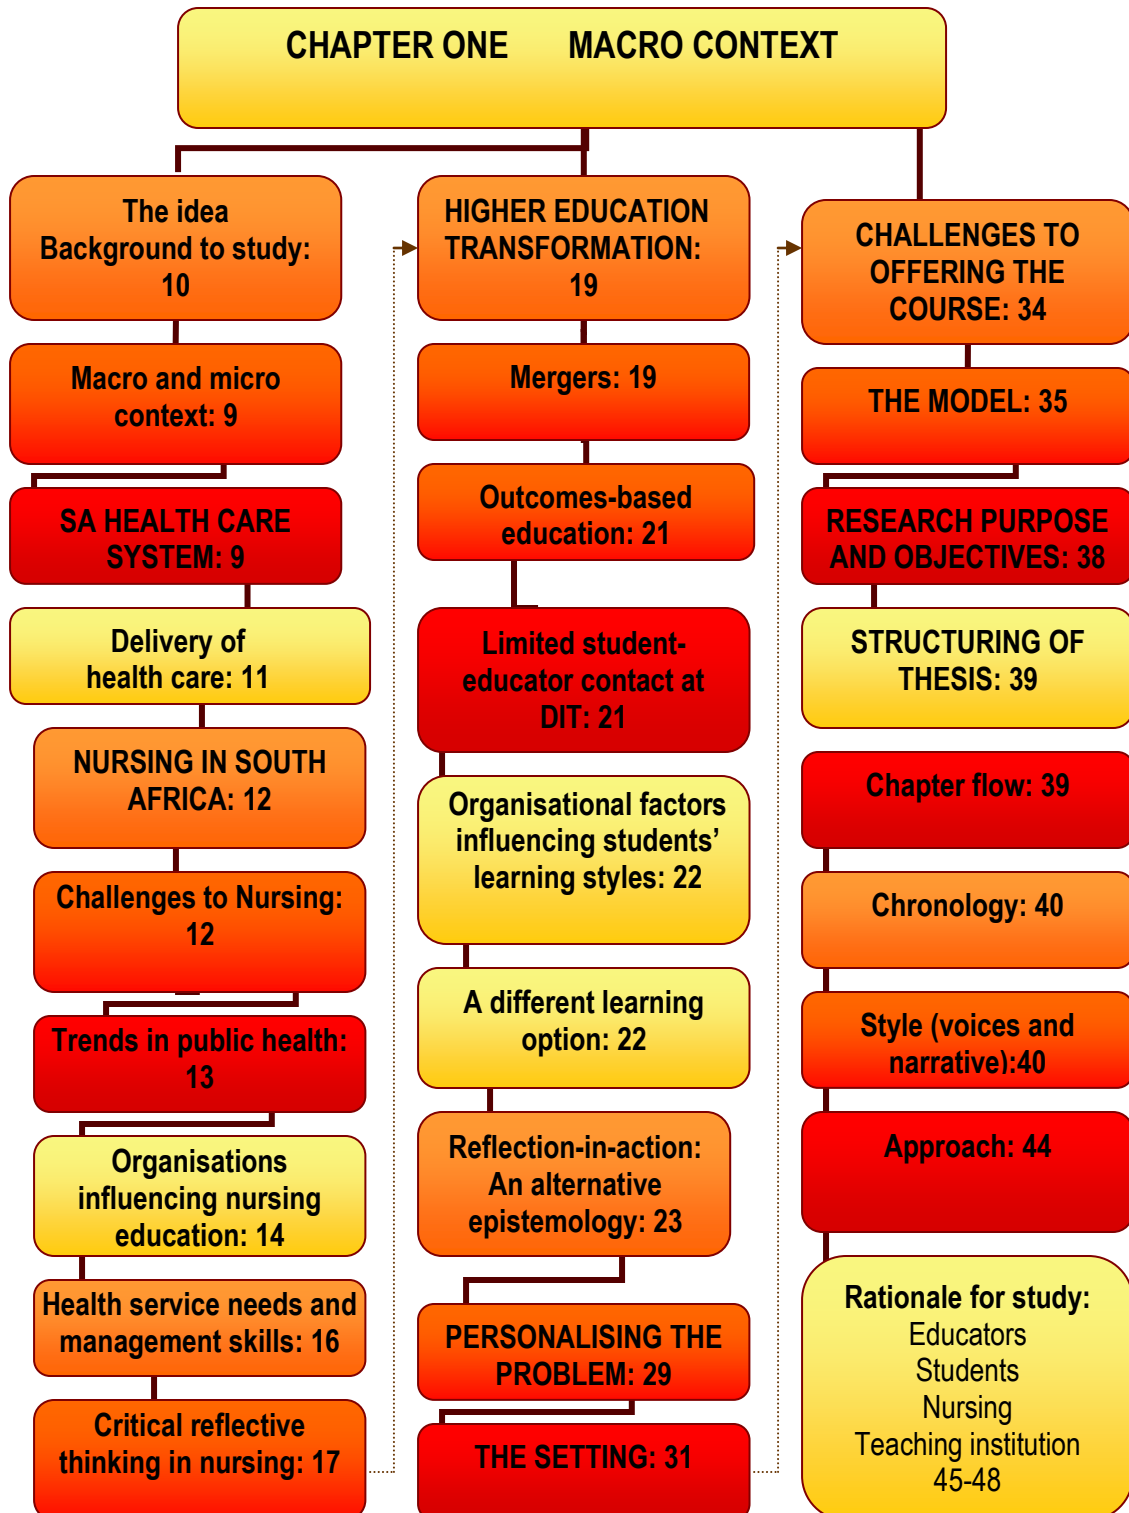 CHAPTER ONE MACRO CONTEXT
The idea
Background to study:
10
Macro and micro
context: 9
SA HEALTH CARE
SYSTEM: 9
Delivery of
health care: 11
NURSING IN SOUTH
AFRICA: 12
Challenges to Nursing:
12
Trends in public health:
13
Organisations
influencing nursing
education: 14
Health service needs and
management skills: 16
Critical reflective
thinking in nursing: 17
HIGHER EDUCATION
TRANSFORMATION:
19
Mergers: 19
Outcomes-based
education: 21
Limited student-
educator contact at
DIT: 21
Organisational factors
influencing students’
learning styles: 22
A different learning
option: 22
Reflection-in-action:
An alternative
epistemology: 23
PERSONALISING THE
PROBLEM: 29
THE SETTING: 31
CHALLENGES TO
OFFERING THE
COURSE: 34
THE MODEL: 35
RESEARCH PURPOSE
AND OBJECTIVES: 38
STRUCTURING OF
THESIS: 39
Chapter flow: 39
Chronology: 40
Style (voices and
narrative):40
Approach: 44
Rationale for study:
Educators
Students
Nursing
Teaching institution
45-48